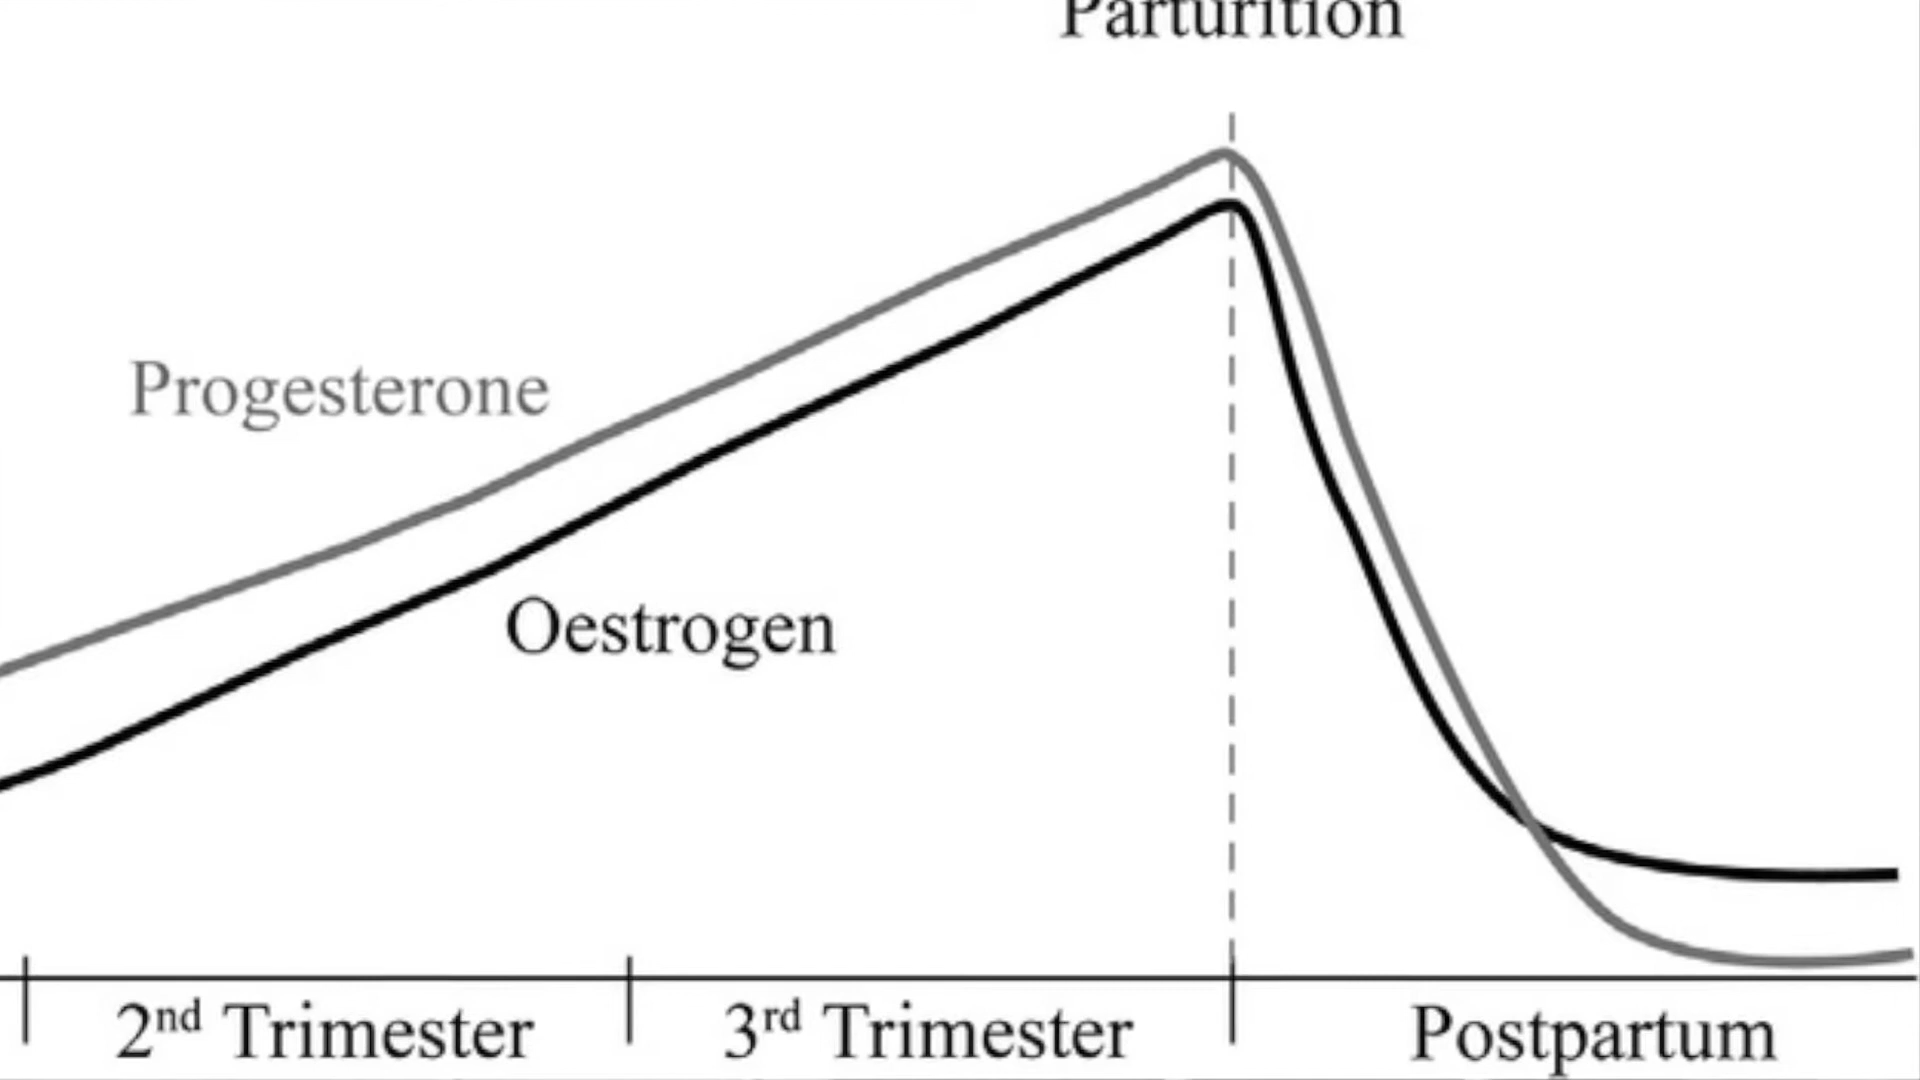 Parturition
Progesterone
Oestrogen
2nd Trimester
3rd Trimester
Postpartum